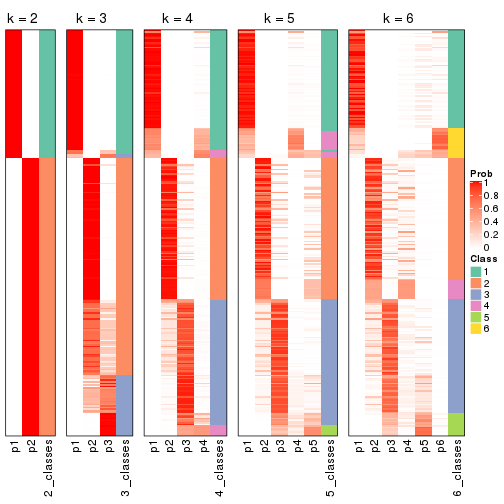 k = 2
k = 3
k = 4
k = 5
k = 6
Prob
1
0.8
0.6
0.4
0.2
0
Class
1
2
3
4
5
6
p1
p2
2_classes
p1
p2
p3
3_classes
p1
p2
p3
p4
4_classes
p1
p2
p3
p4
p5
5_classes
p1
p2
p3
p4
p5
p6
6_classes